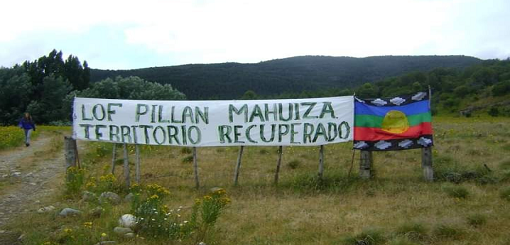 LOF PILLAN MAHUIZA
TERRITORIO RECUPERADO